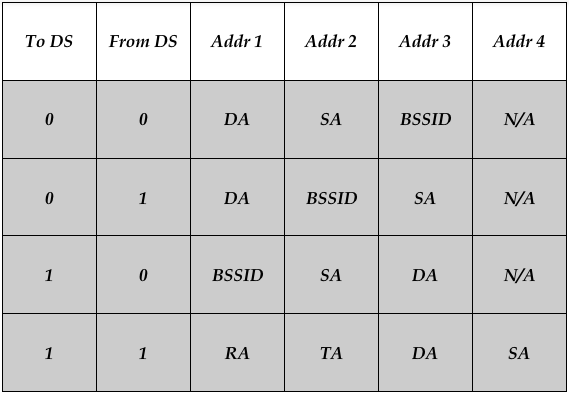 To DS From DS Addr 1 Addr 2 Addr 3 Addr 4
0 0 DA SA BSSID N/A
0 1 DA BSSID SA N/A
1 0 BSSID SA DA N/A
1 1 RA TA DA SA